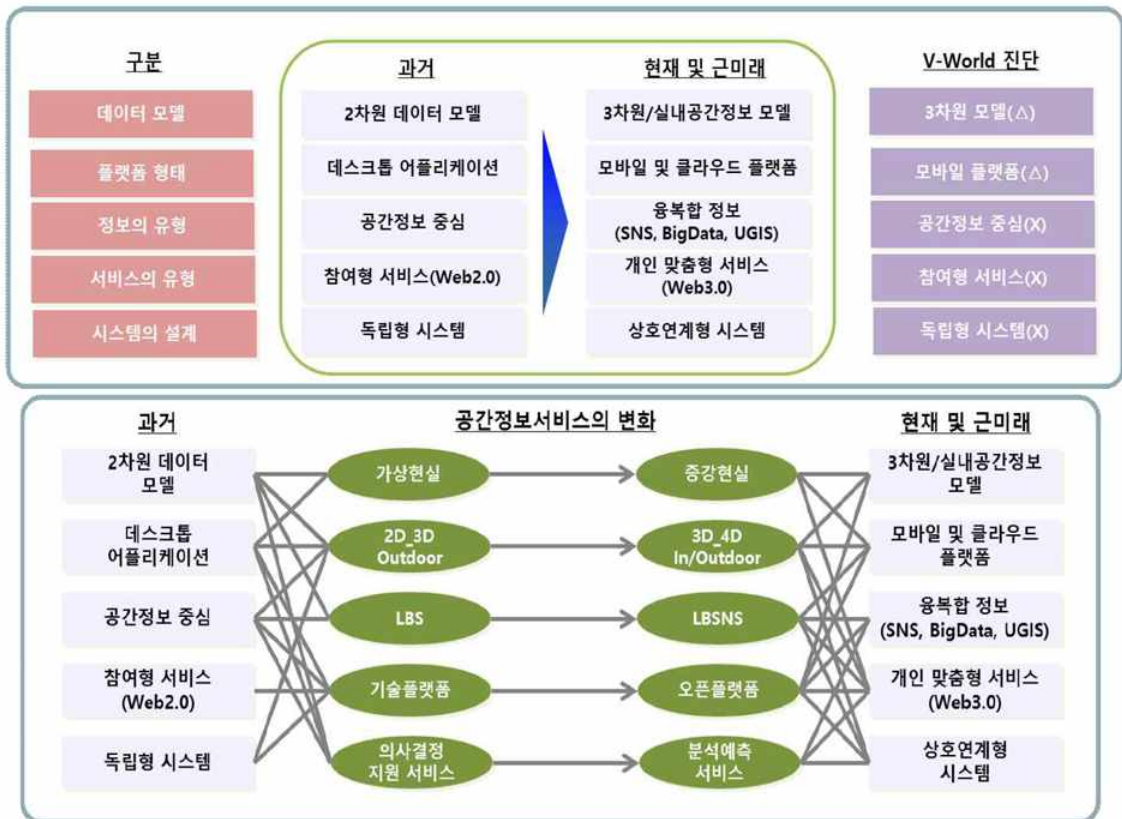 구분
과거
현재 및 근미래
V-World 진단
데이터 모델
2차원 데이터 모델
3차원/실내공간정보 모델
3차원 모델(△)
플랫폼 형태
데스크톱 어플리케이션
모바일 및 클라우드 플랫폼
모바일 플랫폼(△)
정보의 유형
공간정보 중심
융복합 정보
(SNS, BigData, UGIS)
공간정보 중심(X)
서비스의 유형
참여형 서비스(Web2.0)
개인 맞춤형 서비스
(Web3.0)
참여형 서비스(X)
시스템의 설계
독립형 시스템
상호연계형 시스템
독립형 시스템(X)
과거
공간정보서비스의 변화
현재 및 근미래
2차원 데이터
모델
가상현실
증강현실
3차원/실내공간정보
모델
데스크톱
어플리케이션
2D_3D
Outdoor
3D_4D
In/Outdoor
모바일 및 클라우드
플랫폼
공간정보 중심
LBS
LBSNS
융복합 정보
(SNS, BigData, UGIS)
참여형 서비스
(Web2.0)
기술플랫폼
오픈플랫폼
개인 맞춤형 서비스
(Web3.0)
독립형 시스템
의사결정
지원 서비스
분석예측
서비스
상호연계형
시스템